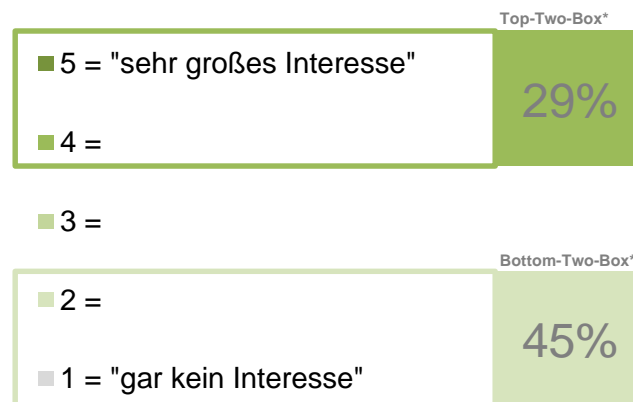 Top-Two-Box*
5 = "sehr großes Interesse"
29%
4 =
3 =
Bottom-Two-Box*
2 =
45%
1 = "gar kein Interesse"